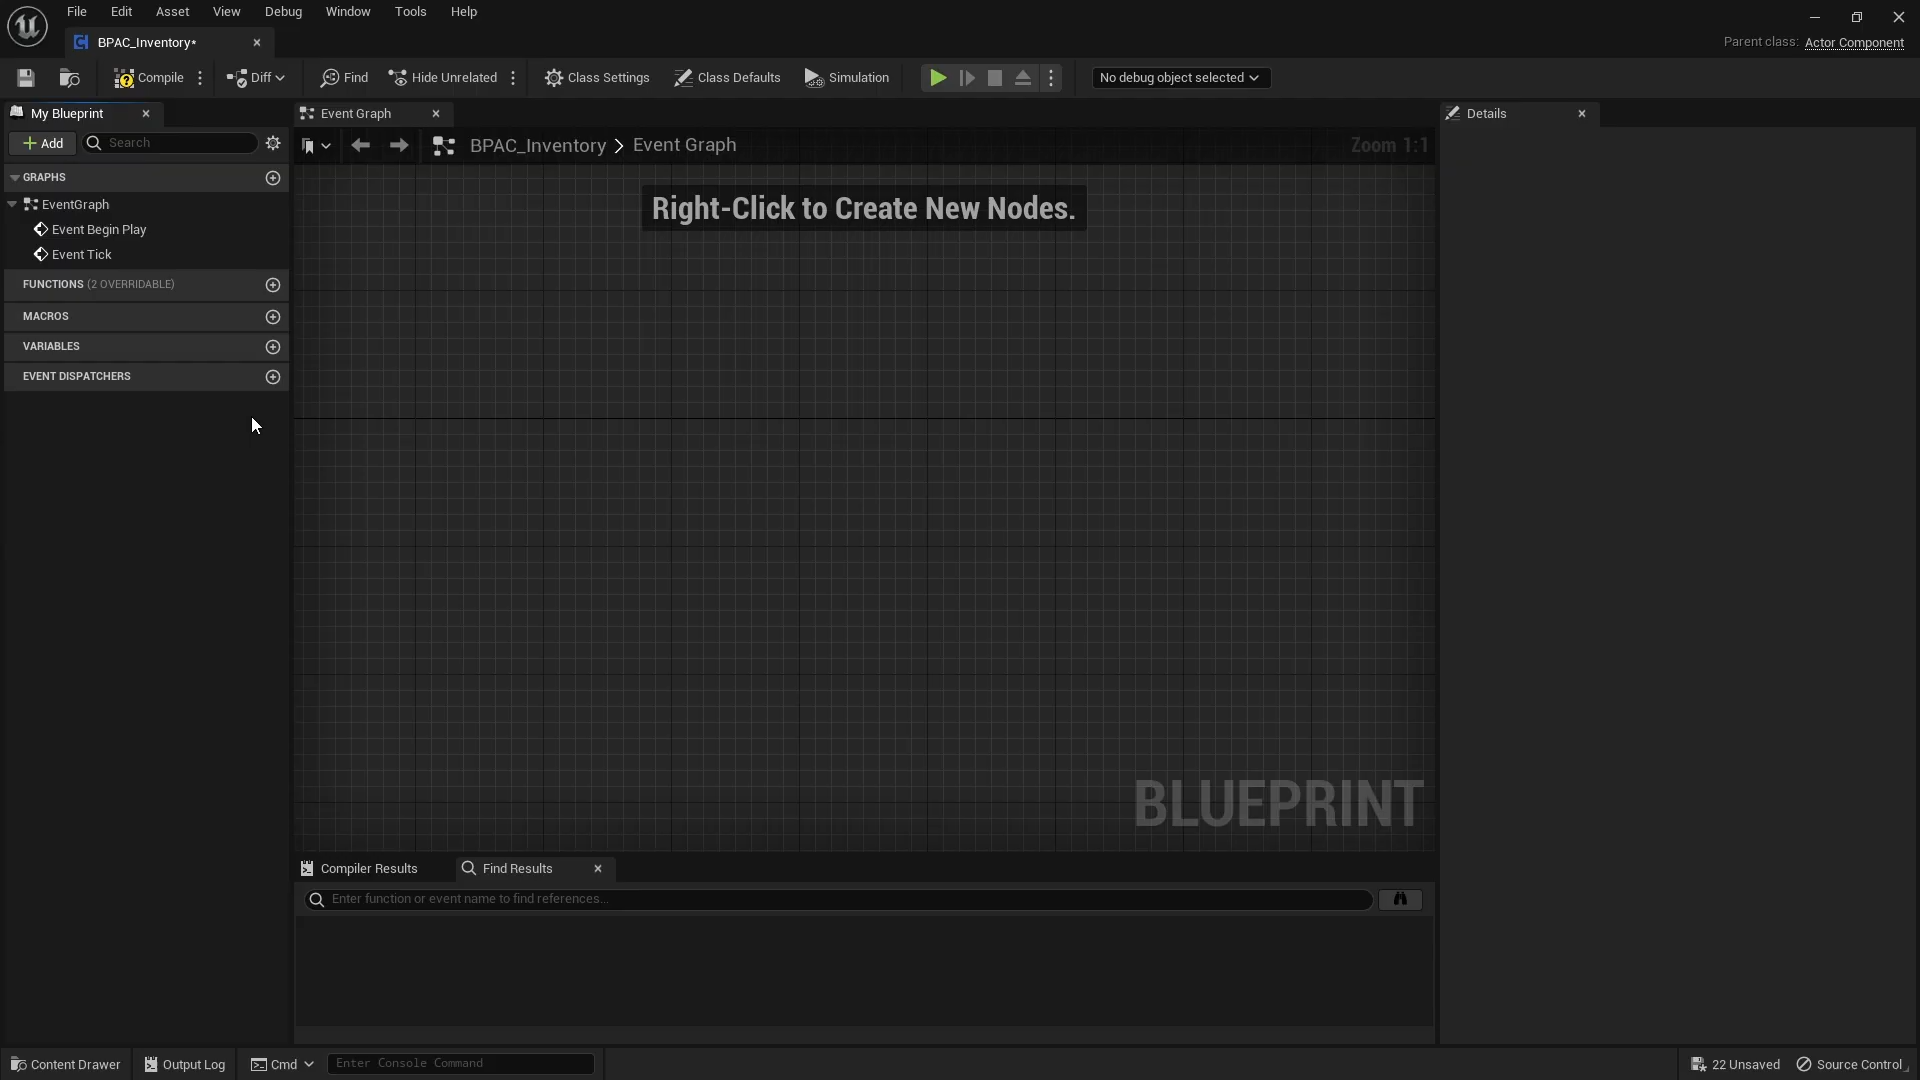 File Edit Asset View Debug Window Tools Help
BPAC_Inventory*
Parent class: Actor Component
Compile Diff Find Hide Unrelated Class Settings Class Defaults Simulation No debug object selected
My Blueprint
Event Graph
Details
Add Search
BPAC_Inventory > Event Graph
Zoom 1:1
GRAPHS
EventGraph
Event Begin Play
Event Tick
FUNCTIONS (2 OVERRIDABLE)
MACROS
VARIABLES
EVENT DISPATCHERS
Right-Click to Create New Nodes.
BLUEPRINT
Compiler Results Find Results
Enter function or event name to find references...
Content Drawer Output Log Cmd Enter Console Command 22 Unsaved Source Control